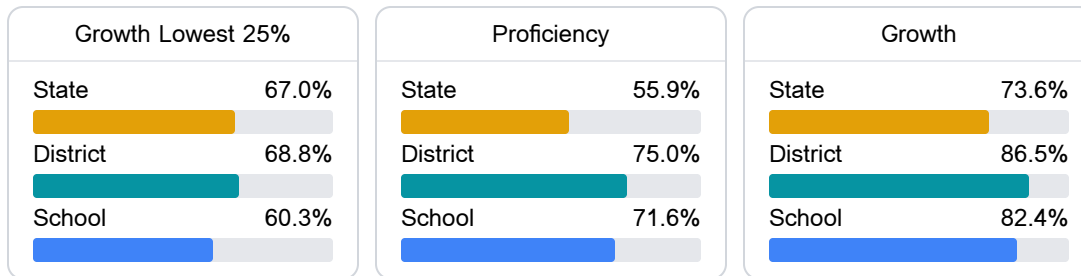 Growth Lowest 25%
State 67.0%
District 68.8%
School 60.3%
Proficiency
State 55.9%
District 75.0%
School 71.6%
Growth
State 73.6%
District 86.5%
School 82.4%